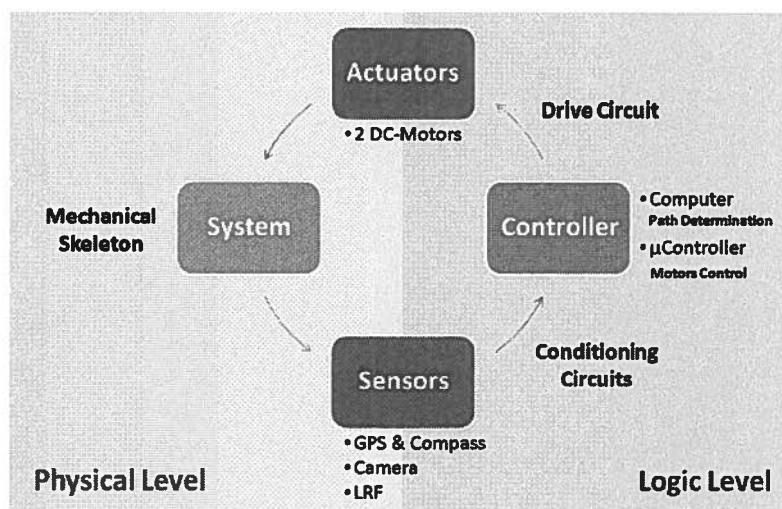 Actuators
• 2 DC-Motors
Drive Circuit
Mechanical
Skeleton
System
Controller
• Computer
Path Determination
• μController
Motors Control
Sensors
Conditioning
Circuits
• GPS & Compass
• Camera
• LRF
Physical Level
Logic Level